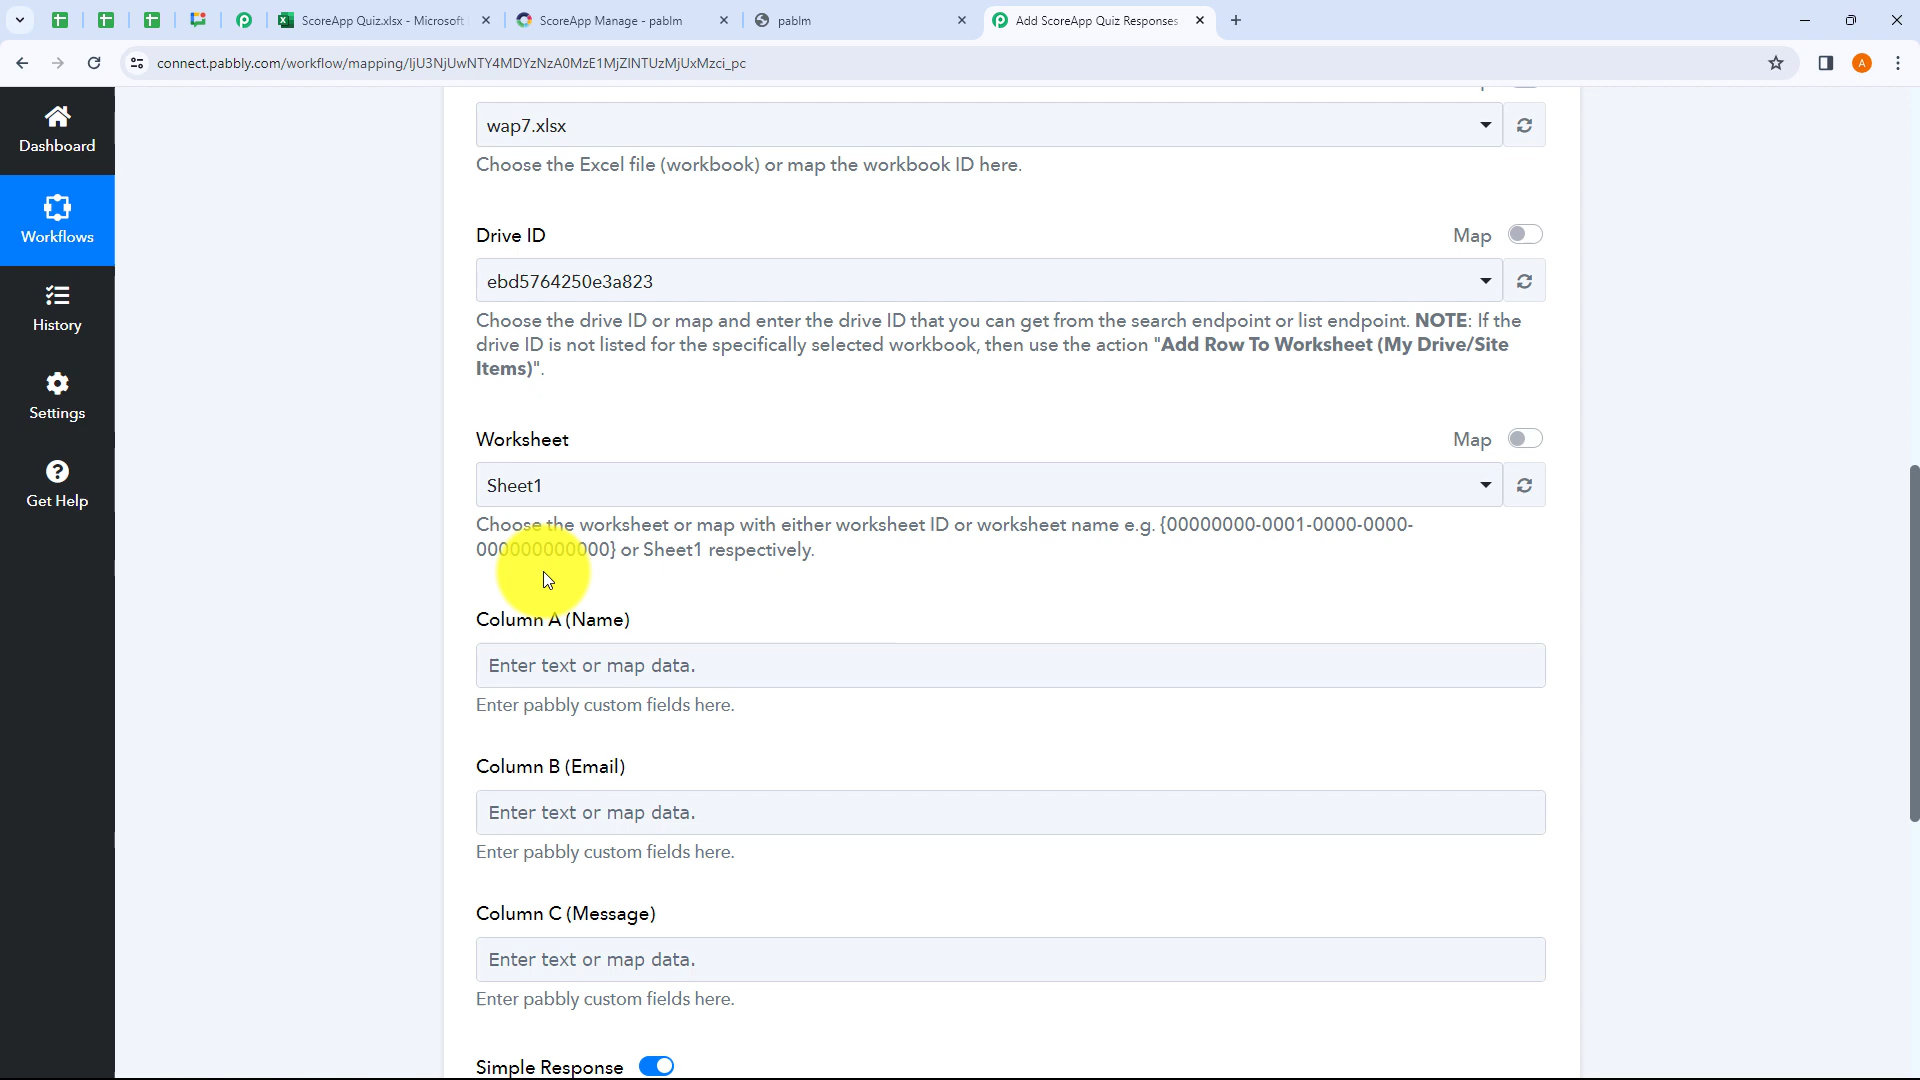 ScoreApp Quiz.xlsx - Microsoft
ScoreApp Manage - pablm
pablm
Add ScoreApp Quiz Responses
connect.pabbly.com/workflow/mapping/IjU3NjUwNTY4MDYzNzA0MzE1MjZlNTUzMjUxMzci_pc
A
Dashboard
Workflows
History
Settings
Get Help
wap7.xlsx
Choose the Excel file (workbook) or map the workbook ID here.
Drive ID
Map
ebd5764250e3a823
Choose the drive ID or map and enter the drive ID that you can get from the search endpoint or list endpoint. NOTE: If the
drive ID is not listed for the specifically selected workbook, then use the action "Add Row To Worksheet (My Drive/Site
Items)".
Worksheet
Map
Sheet1
Choose the worksheet or map with either worksheet ID or worksheet name e.g. {00000000-0001-0000-0000-
000000000000} or Sheet1 respectively.
Column A (Name)
Enter text or map data.
Enter pabbly custom fields here.
Column B (Email)
Enter text or map data.
Enter pabbly custom fields here.
Column C (Message)
Enter text or map data.
Enter pabbly custom fields here.
Simple Response